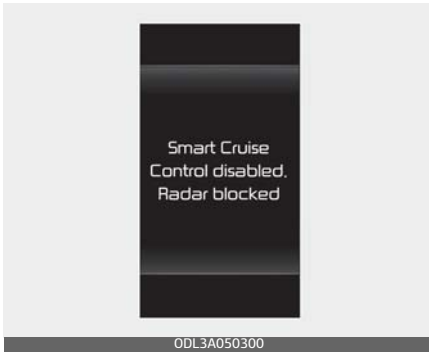 Smart Cruise
Control disabled.
Radar blocked
ODL3A050300